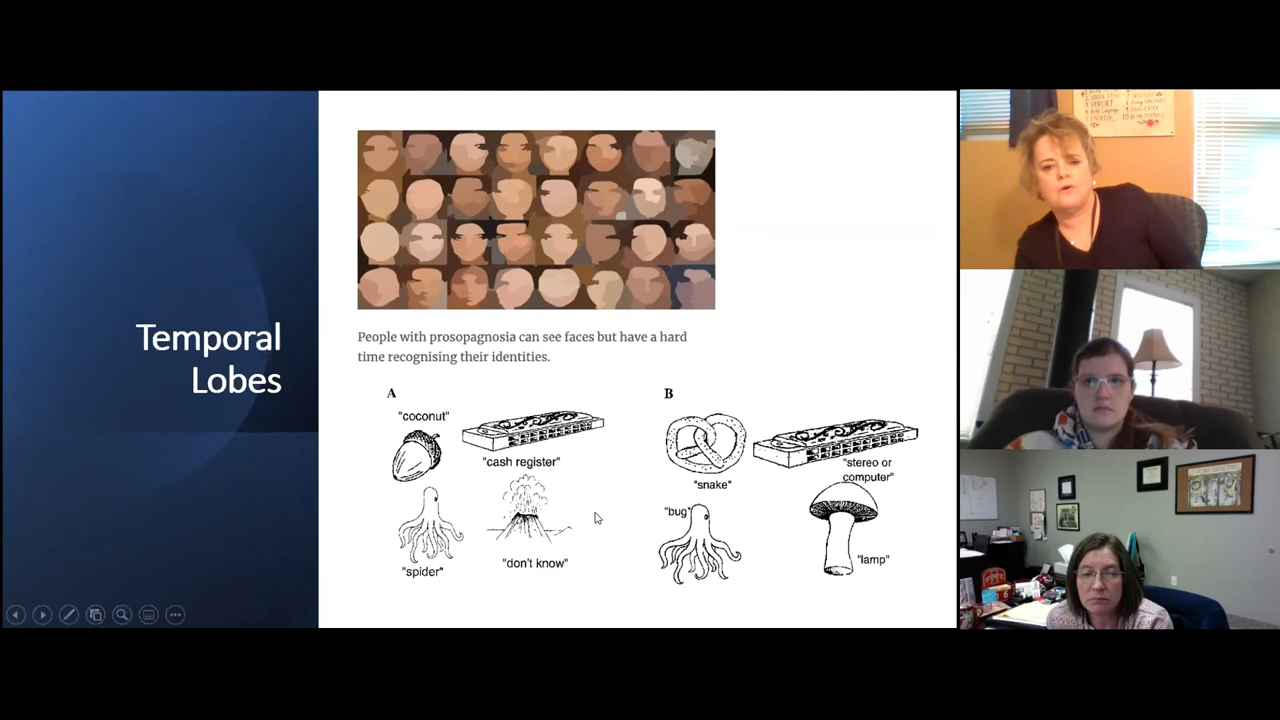 Temporal
Lobes
People with prosopagnosia can see faces but have a hard
time recognising their identities.
A
"coconut"
"cash register"
"spider"
"don't know"
B
"snake"
"stereo or
computer"
"bug"
"lamp"